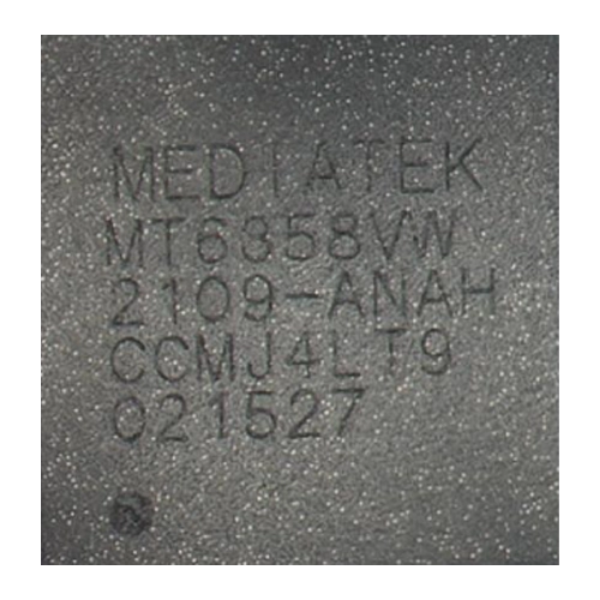 MEDIATEK
MT6358VW
2109-ANAH
CCMJ4LT9
021527